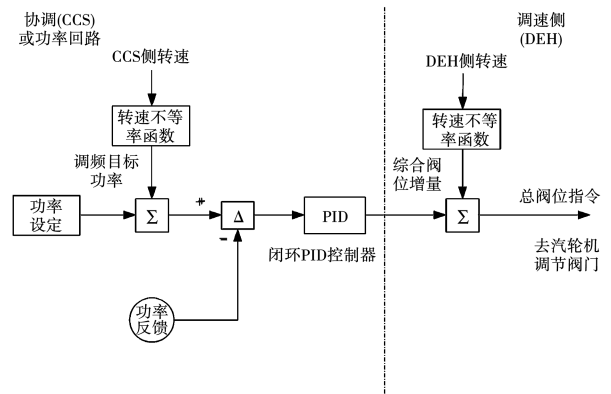 协调(CCS)
或功率回路
调速侧
(DEH)
CCS侧转速
DEH侧转速
转速不等
率函数
转速不等
率函数
调频目标
功率
综合阀
位增量
功率
设定
Σ
+
Δ
-
PID
Σ
总阀位指令
闭环PID控制器
去汽轮机
调节阀门
功率
反馈